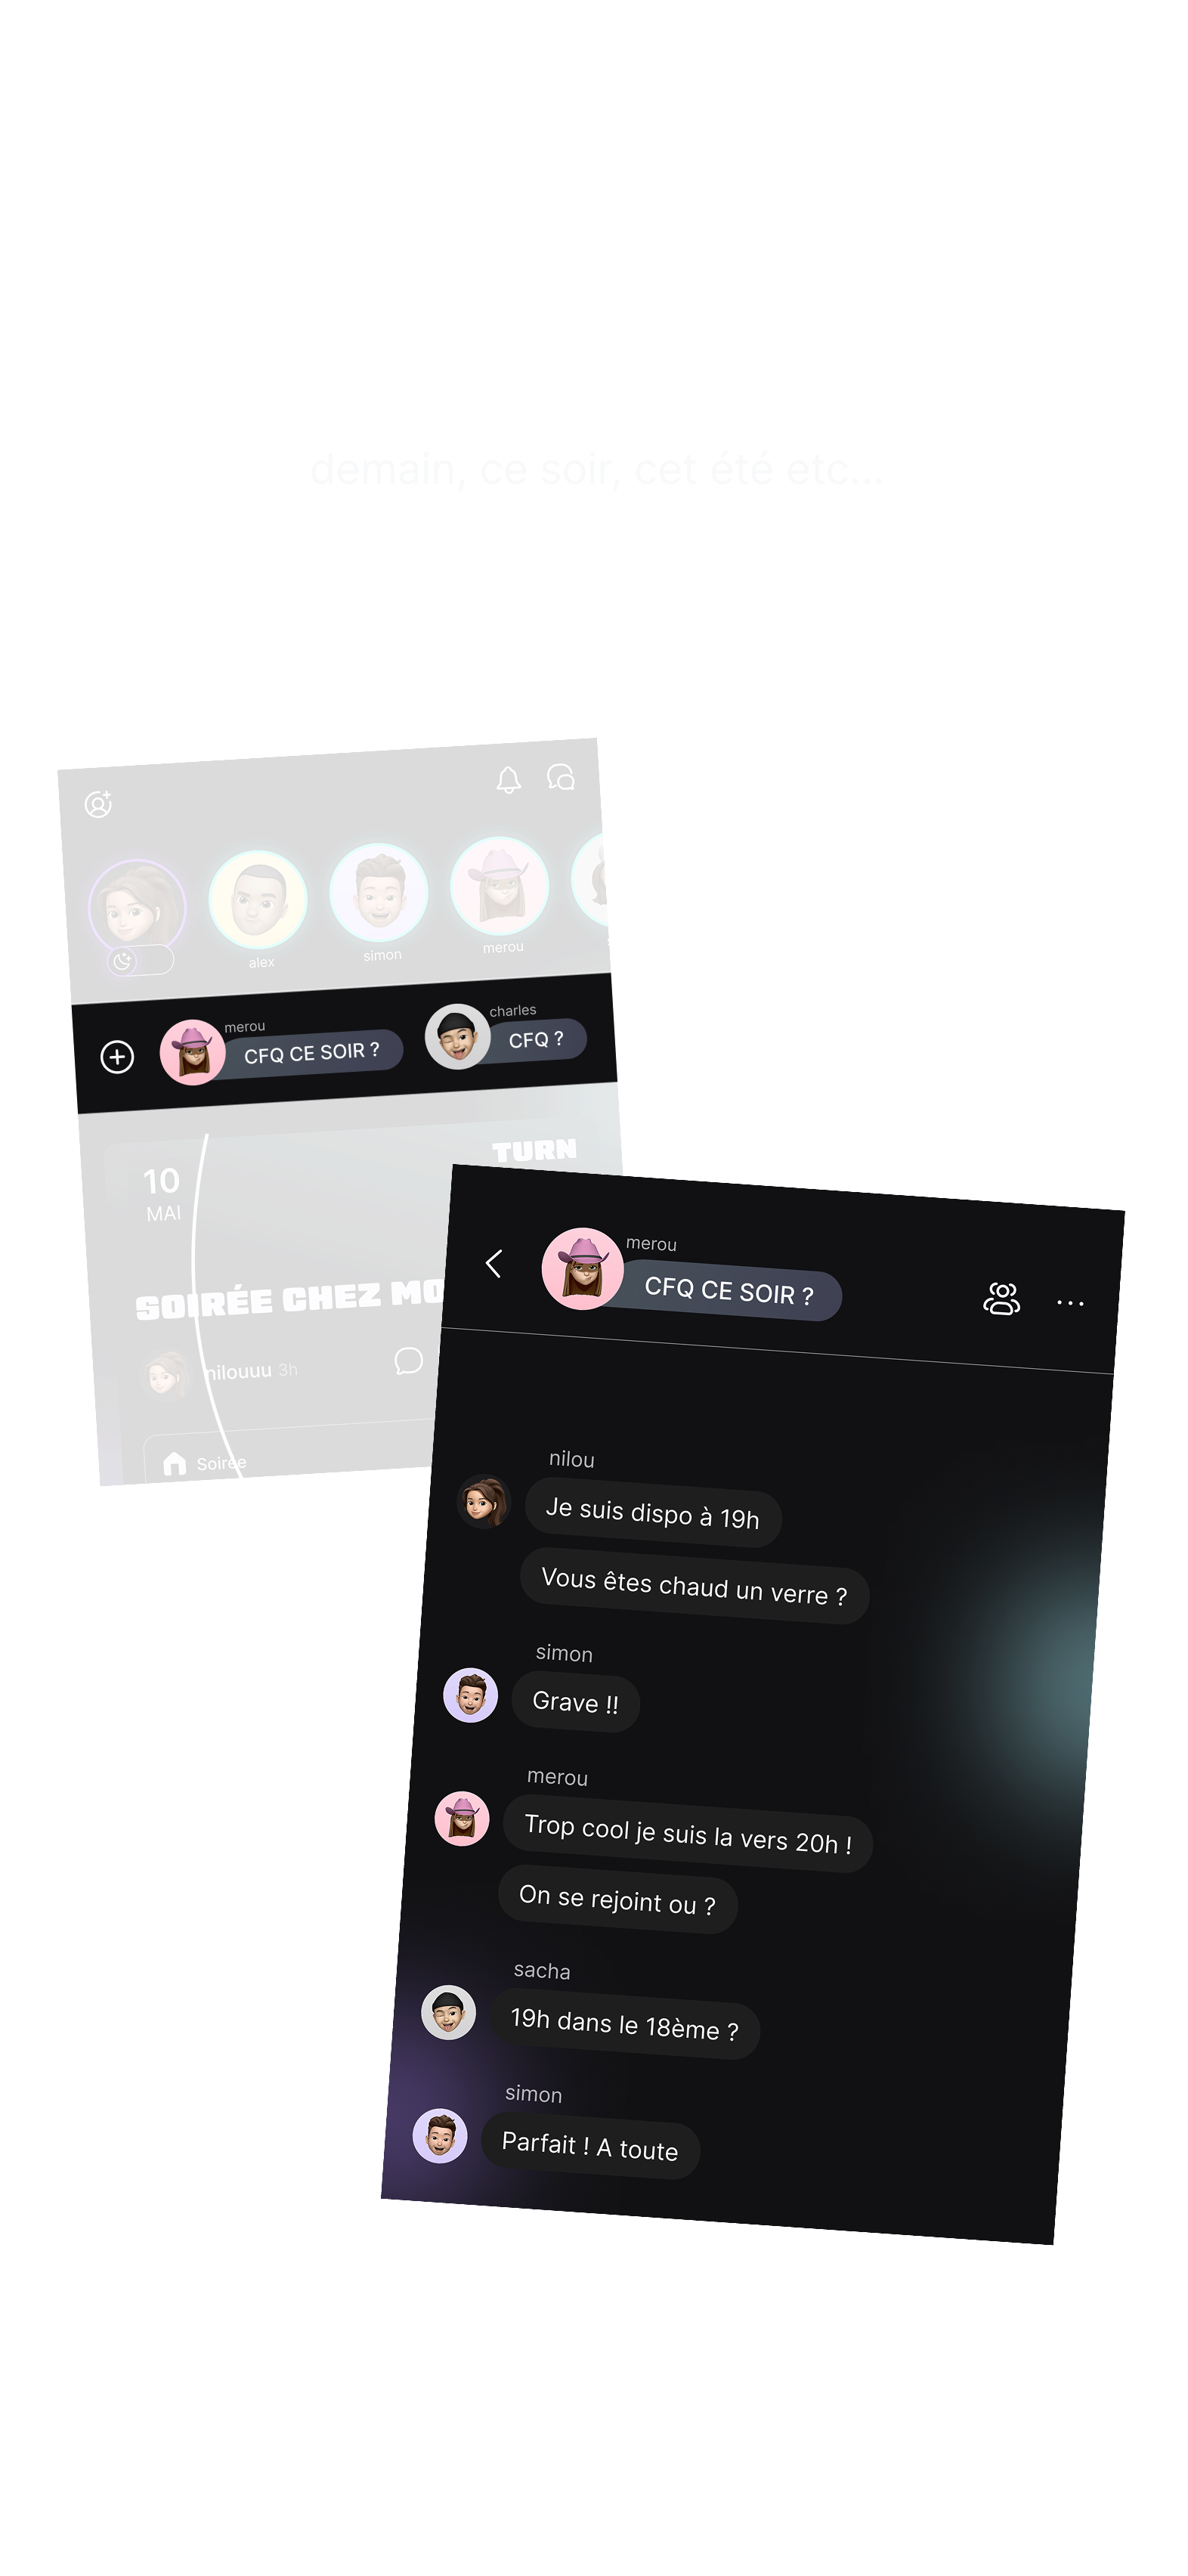 demain, ce soir, cet été etc...
alex
simon
merou
merou
CFQ CE SOIR ?
charles
CFQ ?
10
MAI
TURN
SOIRÉE CHEZ MO
nilouuu 3h
Soirée
merou
CFQ CE SOIR ?
nilou
Je suis dispo à 19h
Vous êtes chaud un verre ?
simon
Grave !!
merou
Trop cool je suis la vers 20h !
On se rejoint ou ?
sacha
19h dans le 18ème ?
simon
Parfait ! A toute